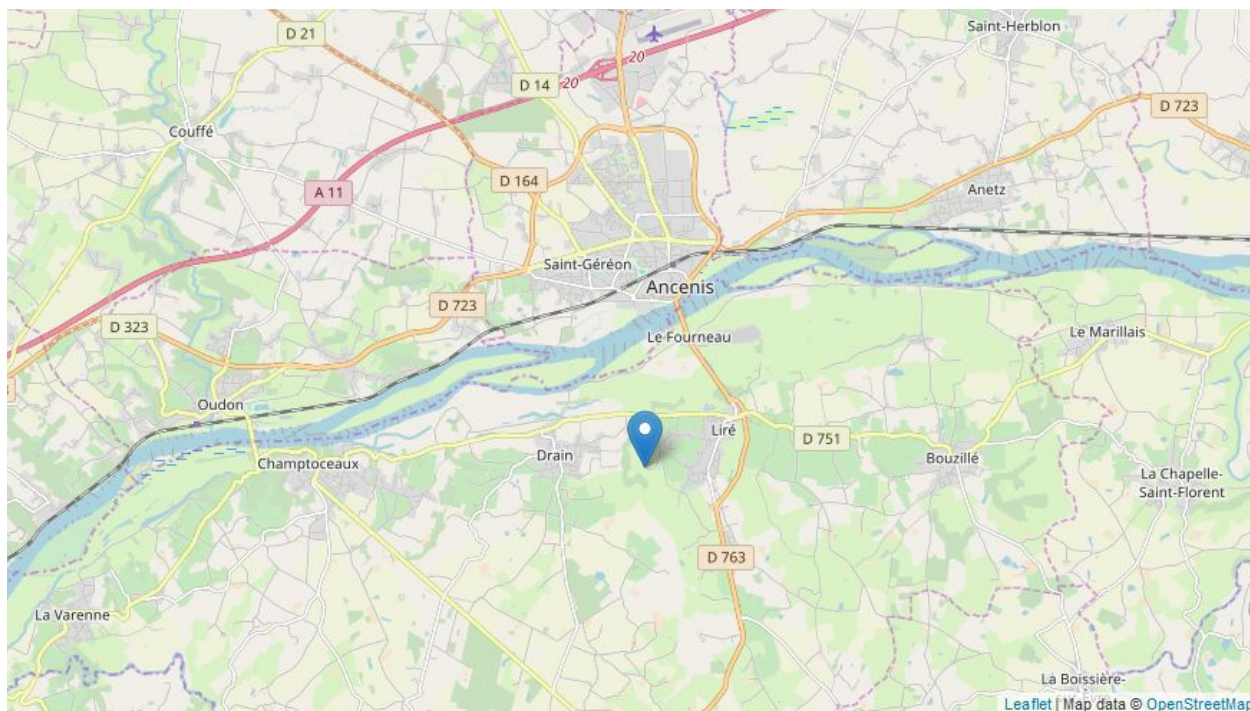 Saint-Herblon
D 21
20
20
D 14
D 723
Couffé
D 164
A 11
Anetz
Saint-Géréon
Ancenis
D 723
D 323
Le Fourneau
Le Marillais
Oudon
Liré
D 751
Drain
Bouzillé
Champtoceaux
La Chapelle-
Saint-Florent
D 763
La Varenne
La Boissière-
sur-Èvre
Leaflet | Map data © OpenStreetMap